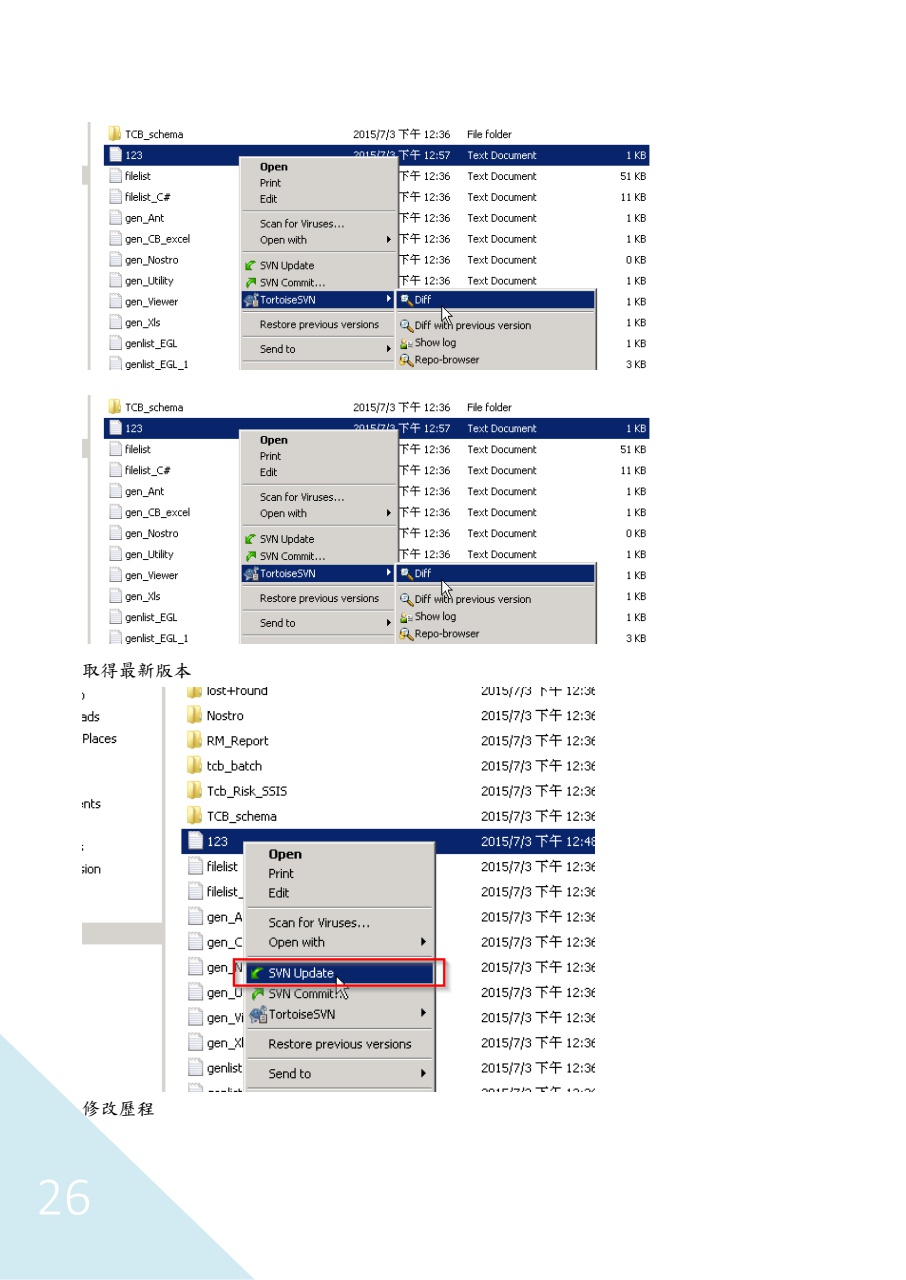 TCB_schema 2015/7/3 下午 12:36 File folder
123 2015/7/3 下午 12:57 Text Document 1 KB
Open
filelist 下午 12:36 Text Document 51 KB
Print
Edit
filelist_C# 下午 12:36 Text Document 11 KB
gen_Ant 下午 12:36 Text Document 1 KB
Scan for Viruses...
gen_CB_excel Open with 下午 12:36 Text Document 1 KB
gen_Nostro 下午 12:36 Text Document 0 KB
SVN Update
gen_Utility SVN Commit... 下午 12:36 Text Document 1 KB
gen_Viewer TortoiseSVN Diff 1 KB
gen_Xls Restore previous versions Diff with previous version 1 KB
genlist_EGL Send to Show log 1 KB
genlist_EGL_1 Repo-browser 3 KB
TCB_schema 2015/7/3 下午 12:36 File folder
123 2015/7/3 下午 12:57 Text Document 1 KB
Open
filelist 下午 12:36 Text Document 51 KB
Print
Edit
filelist_C# 下午 12:36 Text Document 11 KB
gen_Ant 下午 12:36 Text Document 1 KB
Scan for Viruses...
gen_CB_excel Open with 下午 12:36 Text Document 1 KB
gen_Nostro 下午 12:36 Text Document 0 KB
SVN Update
gen_Utility SVN Commit... 下午 12:36 Text Document 1 KB
gen_Viewer TortoiseSVN Diff 1 KB
gen_Xls Restore previous versions Diff with previous version 1 KB
genlist_EGL Send to Show log 1 KB
genlist_EGL_1 Repo-browser 3 KB
取得最新版本
lost+found 2015/7/3 下午 12:36
ads Nostro 2015/7/3 下午 12:36
Places RM_Report 2015/7/3 下午 12:36
tcb_batch 2015/7/3 下午 12:36
Tcb_Risk_SSIS 2015/7/3 下午 12:36
ents
TCB_schema 2015/7/3 下午 12:36
123 2015/7/3 下午 12:48
Open
sion filelist 2015/7/3 下午 12:36
Print
filelist_ Edit 2015/7/3 下午 12:36
gen_A Scan for Viruses... 2015/7/3 下午 12:36
gen_C Open with 2015/7/3 下午 12:36
gen_N SVN Update 2015/7/3 下午 12:36
gen_U SVN Commit 2015/7/3 下午 12:36
gen_Vi TortoiseSVN 2015/7/3 下午 12:36
gen_Xl Restore previous versions 2015/7/3 下午 12:36
genlist Send to 2015/7/3 下午 12:36
修改歷程
26